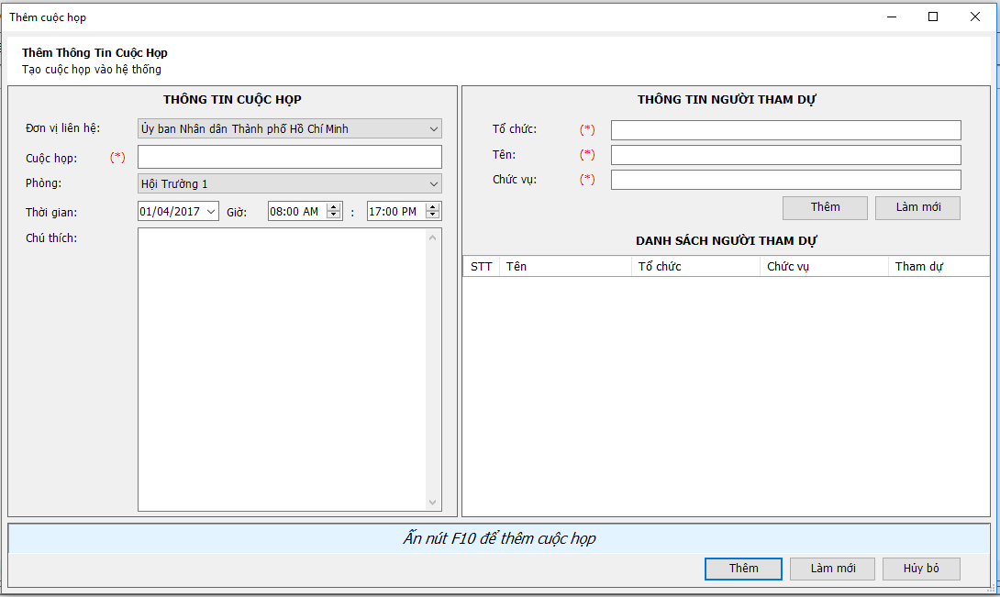 Thêm cuộc họp
Thêm Thông Tin Cuộc Họp
Tạo cuộc họp vào hệ thống
THÔNG TIN CUỘC HỌP
Đơn vị liên hệ: Ủy ban Nhân dân Thành phố Hồ Chí Minh
Cuộc họp: (*)
Phòng: Hội Trường 1
Thời gian: 01/04/2017 Giờ: 08:00 AM : 17:00 PM
Chú thích:
THÔNG TIN NGƯỜI THAM DỰ
Tổ chức: (*)
Tên: (*)
Chức vụ: (*)
Thêm Làm mới
DANH SÁCH NGƯỜI THAM DỰ
STT Tên Tổ chức Chức vụ Tham dự
Ấn nút F10 để thêm cuộc họp
Thêm Làm mới Hủy bỏ